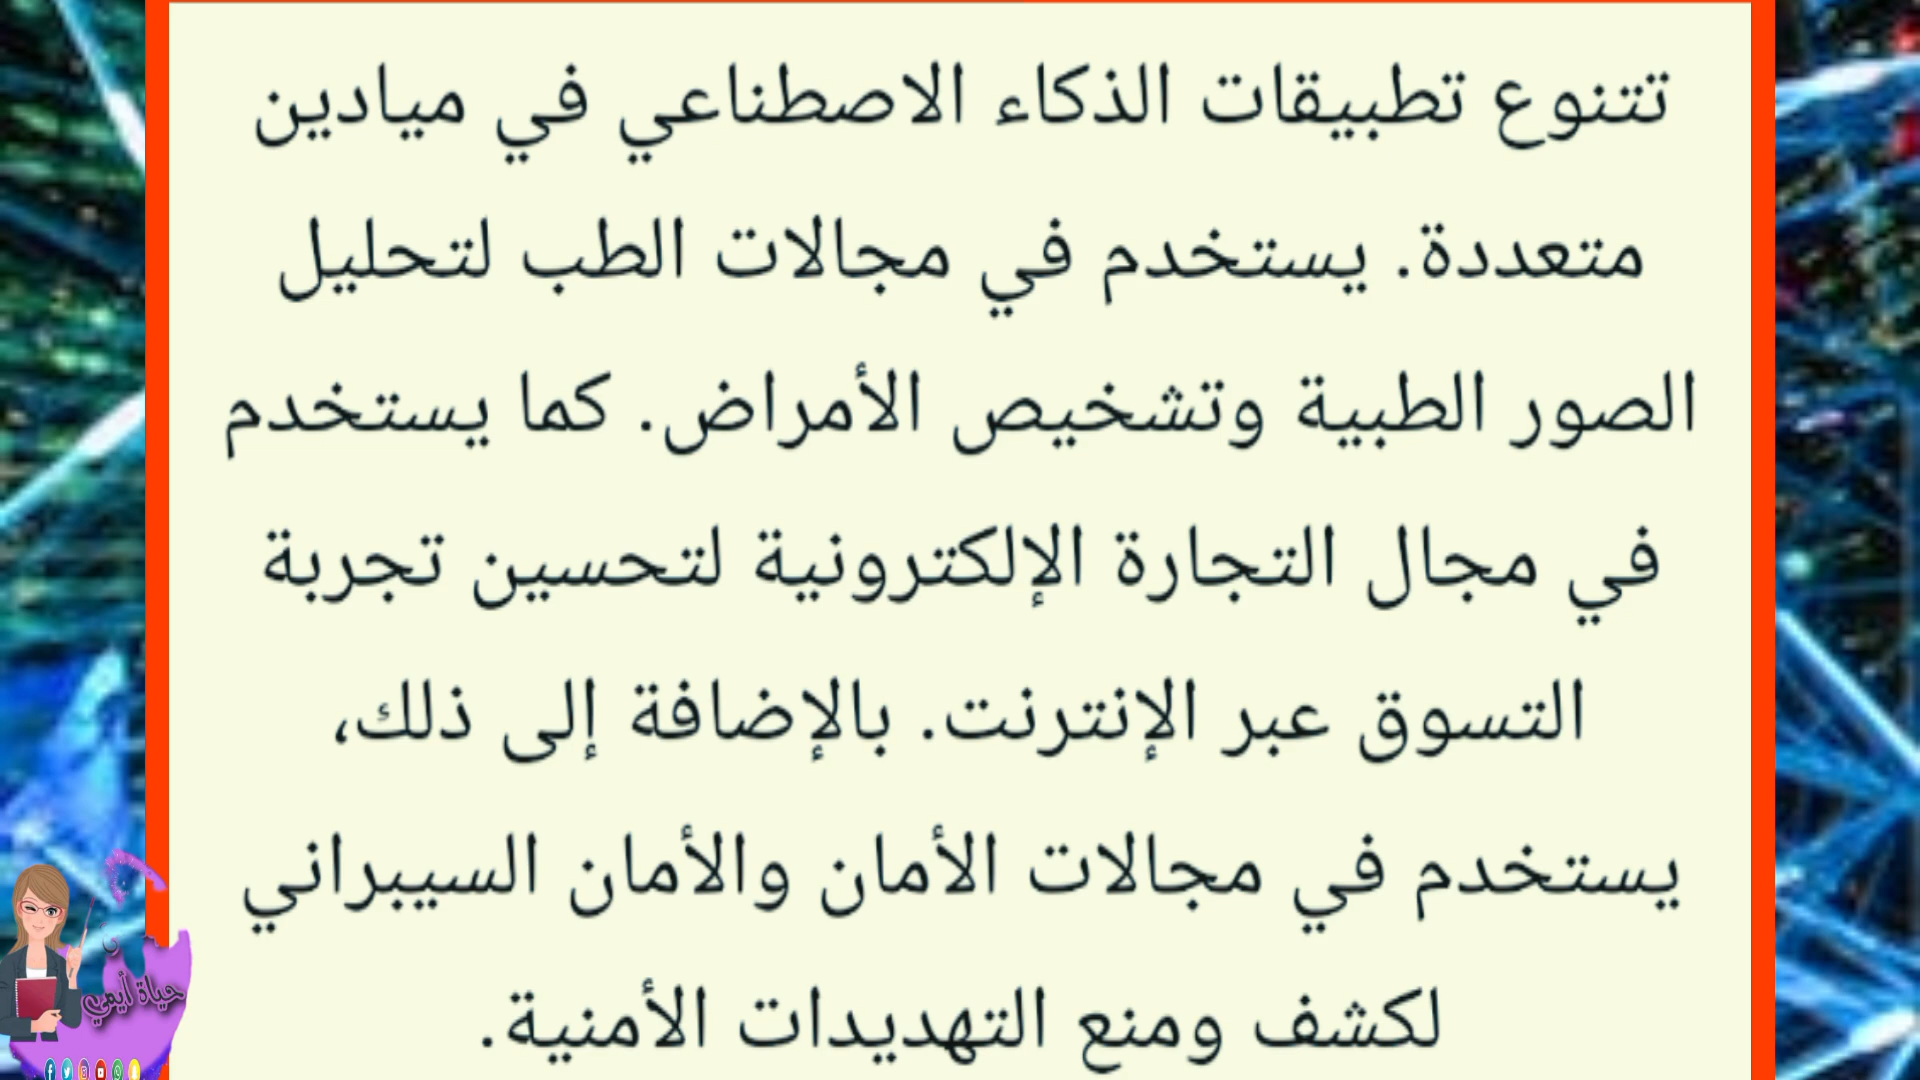 تتنوع تطبيقات الذكاء الاصطناعي في ميادين
متعددة. يستخدم في مجالات الطب لتحليل
الصور الطبية وتشخيص الأمراض. كما يستخدم
في مجال التجارة الإلكترونية لتحسين تجربة
التسوق عبر الإنترنت. بالإضافة إلى ذلك،
يستخدم في مجالات الأمان والأمان السيبراني
لكشف ومنع التهديدات الأمنية.
حياة أيمي